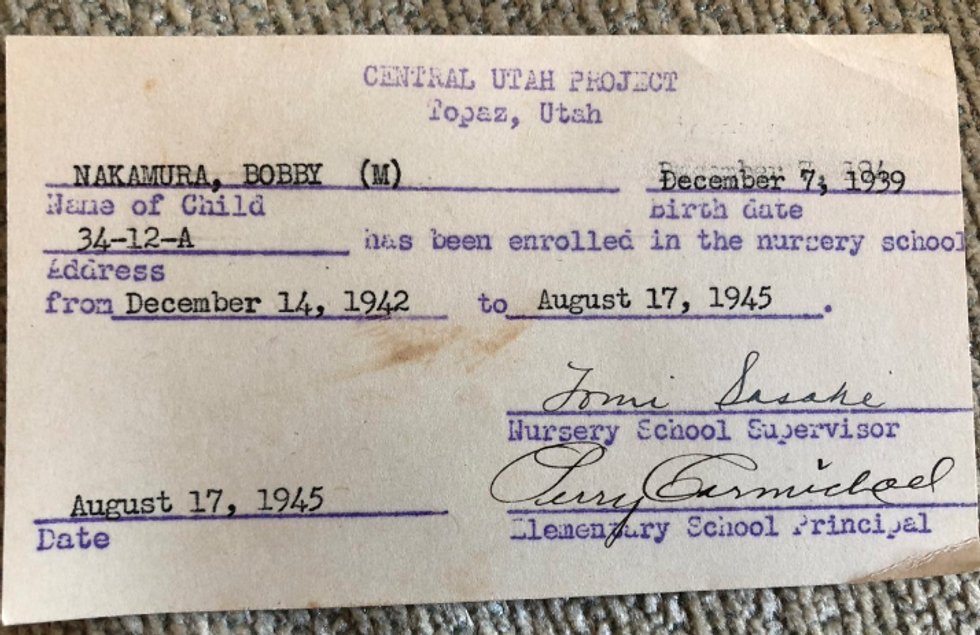 CENTRAL UTAH PROJECT
Topaz, Utah
NAKAMURA, BOBBY (M) December 7, 1939
Name of Child Birth date
34-12-A has been enrolled in the nursery school
Address
from December 14, 1942 to August 17, 1945.
Tomi Sasaki
Nursery School Supervisor
August 17, 1945 Perry Carmichael
Date Elementary School Principal